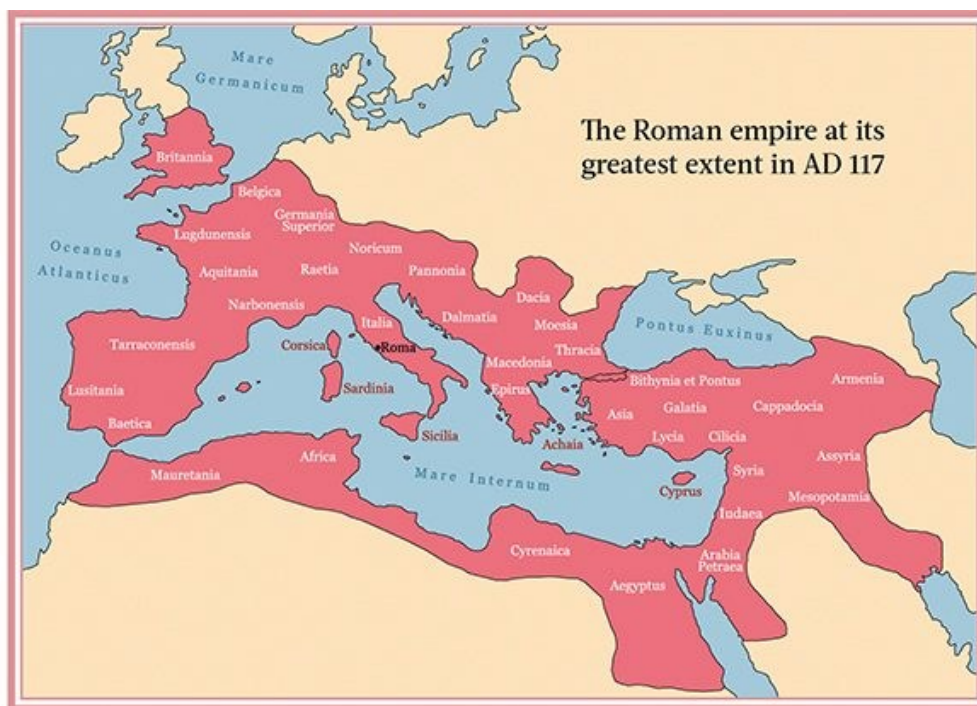 Mare
Germanicum
The Roman empire at its
greatest extent in AD 117
Britannia
Belgica
Germania
Superior
Lugdunensis
Oceanus
Atlanticus
Noricum
Aquitania
Raetia
Pannonia
Dacia
Narbonensis
Italia
Dalmatia
Moesia
Pontus Euxinus
Tarraconensis
Corsica
Roma
Macedonia
Thracia
Lusitania
Sardinia
Epirus
Bithynia et Pontus
Armenia
Asia
Galatia
Cappadocia
Baetica
Sicilia
Achaia
Lycia
Cilicia
Africa
Mauretania
Mare Internum
Syria
Assyria
Cyprus
Mesopotamia
Iudaea
Cyrenaica
Arabia
Petraea
Aegyptus